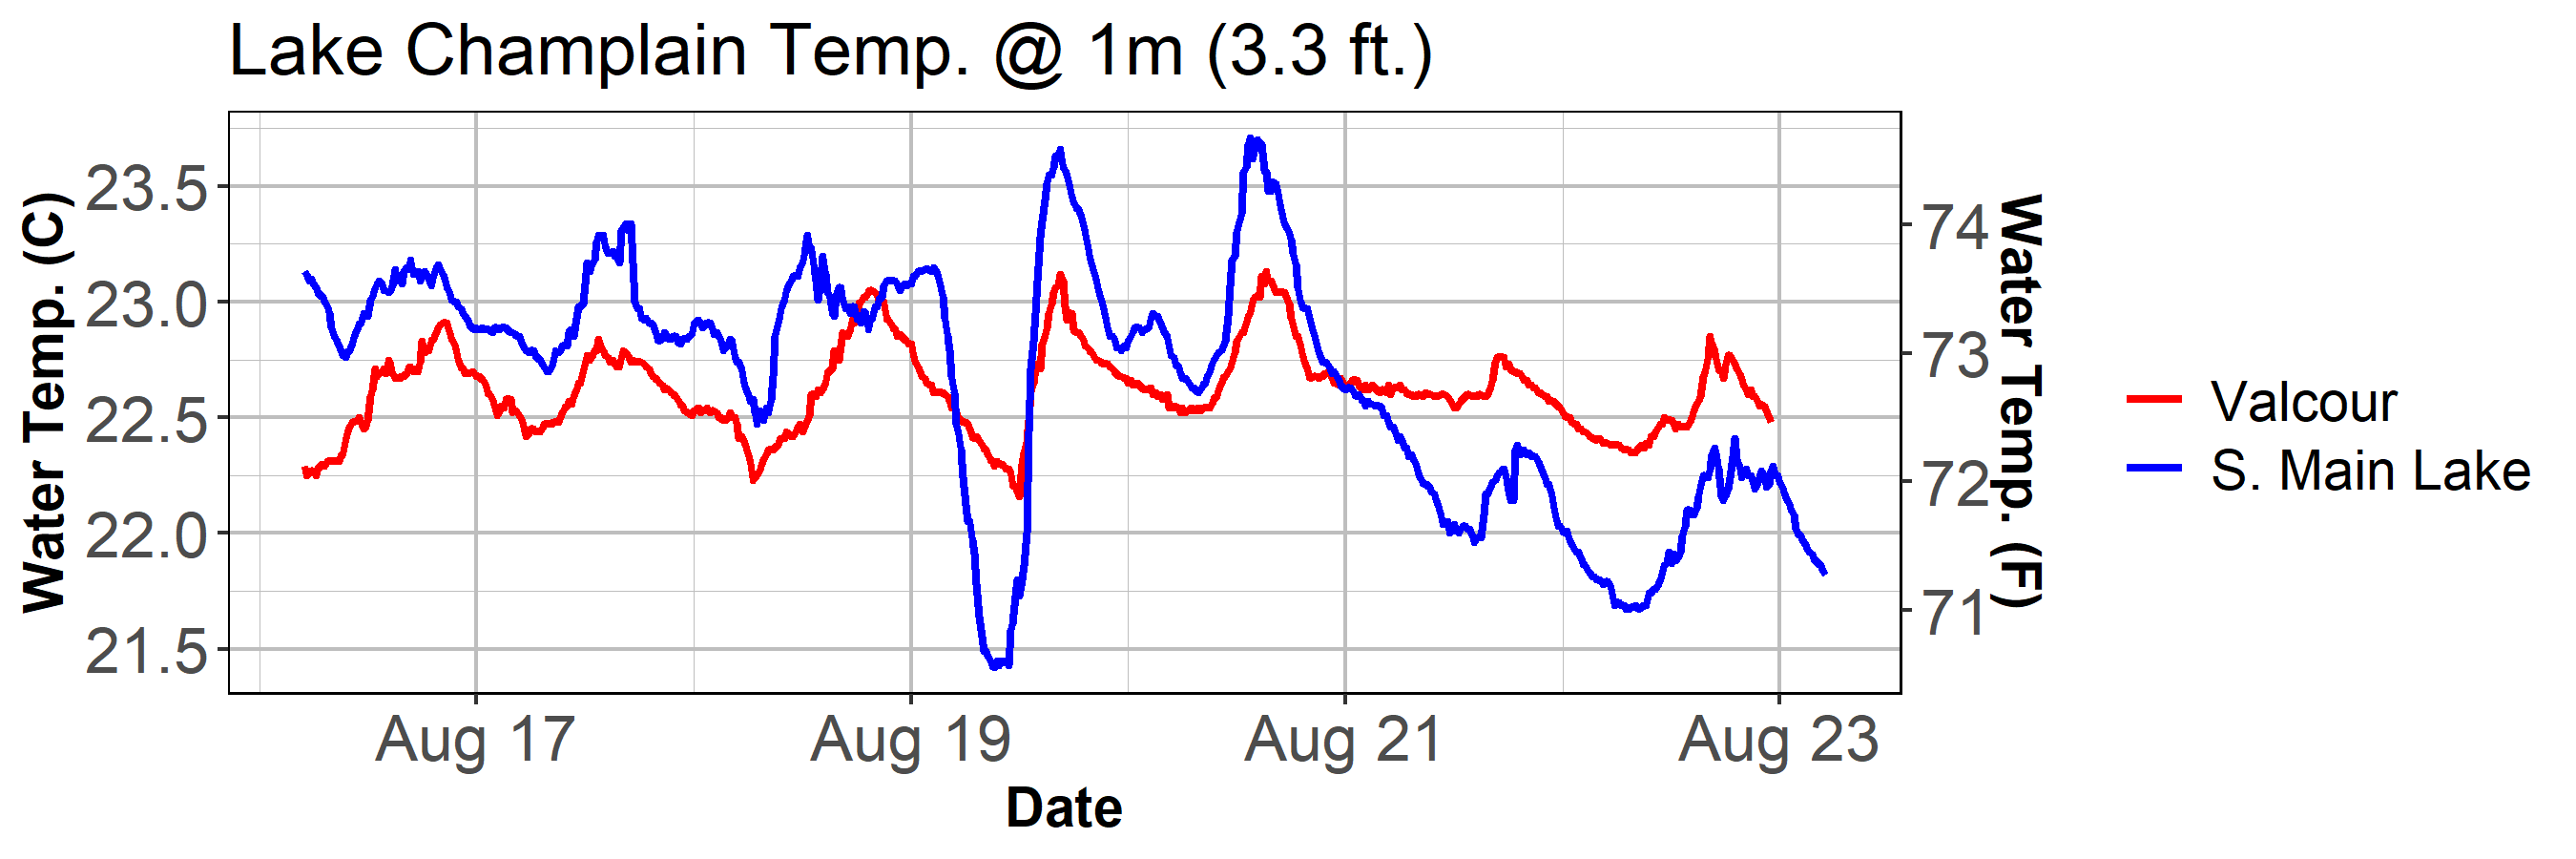 Lake Champlain Temp. @ 1m (3.3 ft.)
Water Temp. (C)
23.5
23.0
22.5
22.0
21.5
74
73
72
71
Water Temp. (F)
Aug 17
Aug 19
Aug 21
Aug 23
Date
Valcour
S. Main Lake